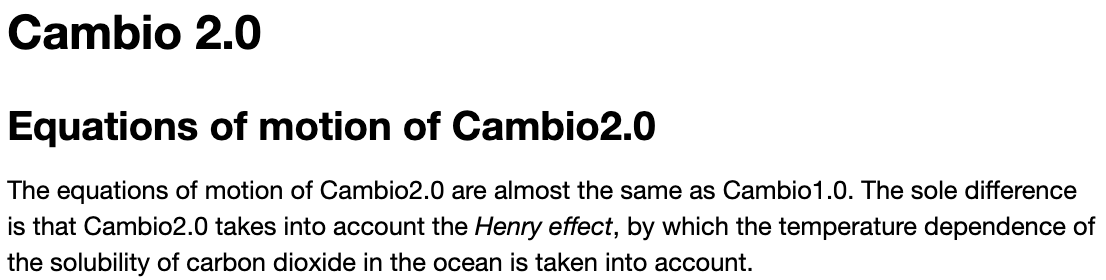 Cambio 2.0
Equations of motion of Cambio2.0
The equations of motion of Cambio2.0 are almost the same as Cambio1.0. The sole difference
is that Cambio2.0 takes into account the Henry effect, by which the temperature dependence of
the solubility of carbon dioxide in the ocean is taken into account.